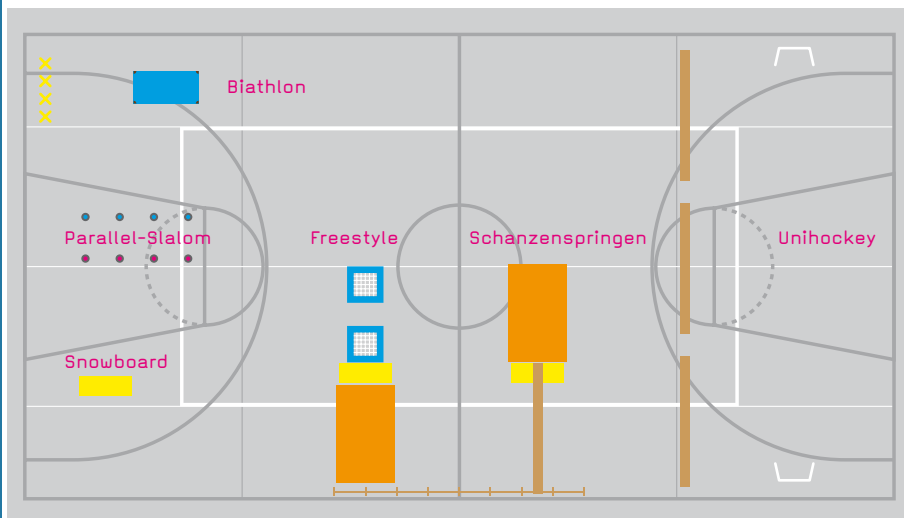 Biathlon
Parallel-Slalom
Freestyle
Schanzenspringen
Unihockey
Snowboard